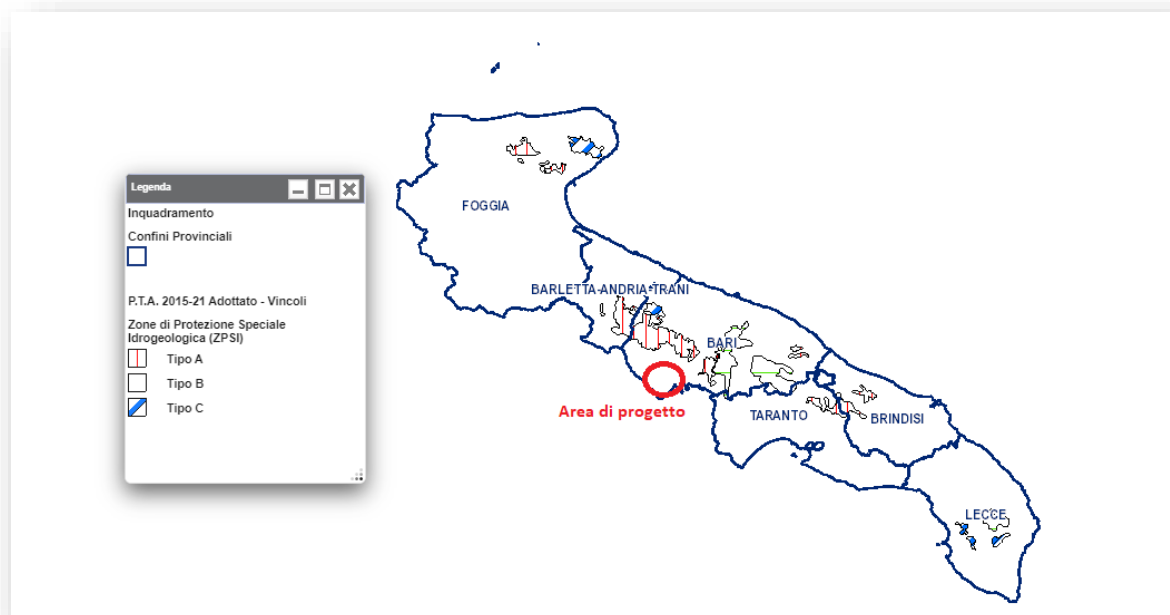 Legenda
Inquadramento
Confini Provinciali
P.T.A. 2015-21 Adottato - Vincoli
Zone di Protezione Speciale
Idrogeologica (ZPSI)
Tipo A
Tipo B
Tipo C
FOGGIA
BARLETTA-ANDRIA-TRANI
BARI
Area di progetto
TARANTO
BRINDISI
LECCE